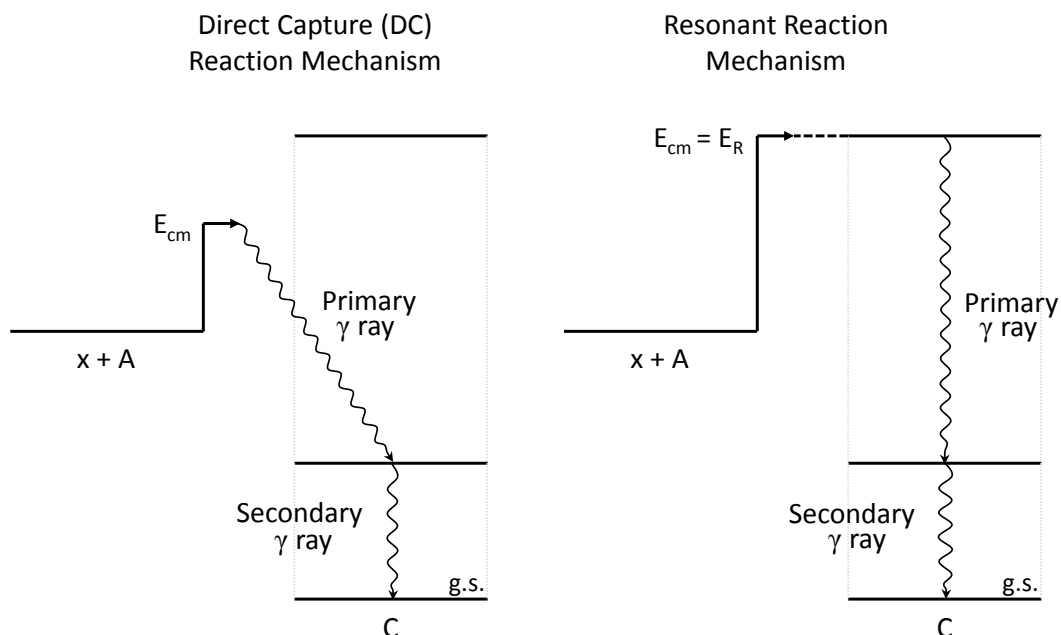 Direct Capture (DC)
Reaction Mechanism
E_cm
x + A
Primary
γ ray
Secondary
γ ray
g.s.
C
Resonant Reaction
Mechanism
E_cm = E_R
x + A
Primary
γ ray
Secondary
γ ray
g.s.
C